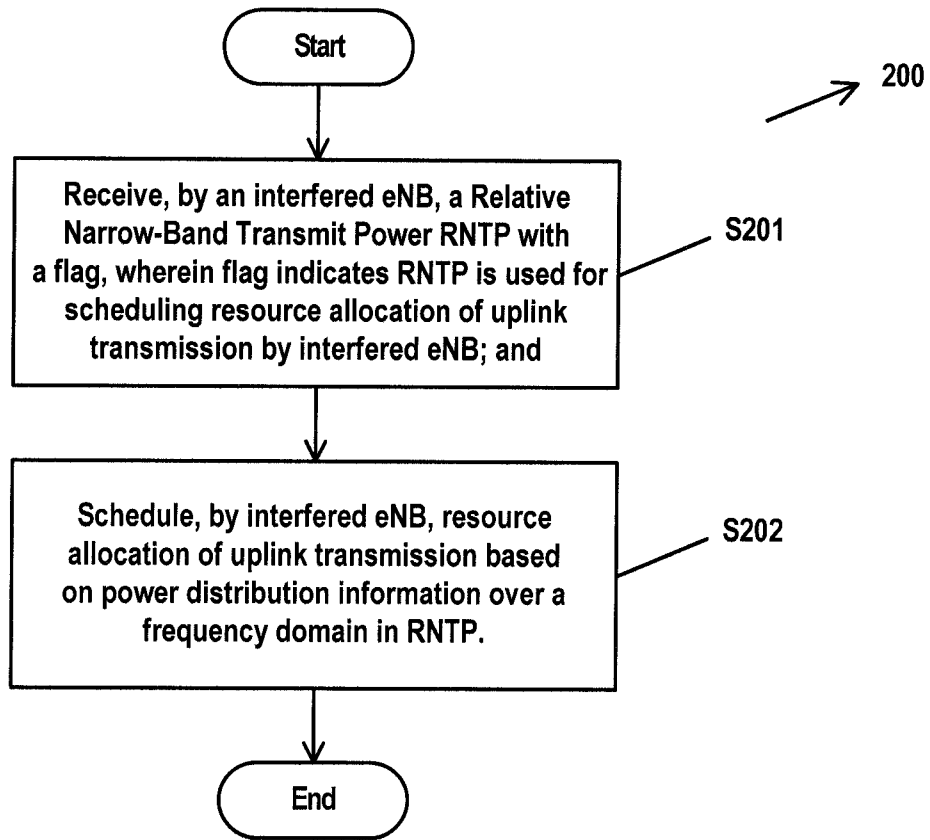 Start
200
Receive, by an interfered eNB, a Relative
Narrow-Band Transmit Power RNTP with
a flag, wherein flag indicates RNTP is used for
scheduling resource allocation of uplink
transmission by interfered eNB; and
S201
Schedule, by interfered eNB, resource
allocation of uplink transmission based
on power distribution information over a
frequency domain in RNTP.
S202
End